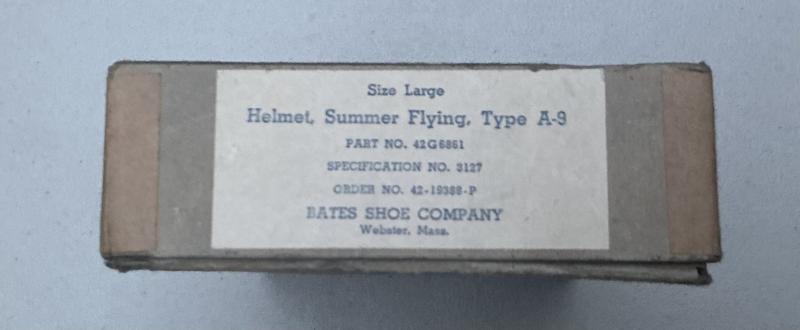 Size Large
Helmet, Summer Flying, Type A-9
PART NO. 42G6861
SPECIFICATION NO. 3127
ORDER NO. 42-19388-P
BATES SHOE COMPANY
Webster, Mass.